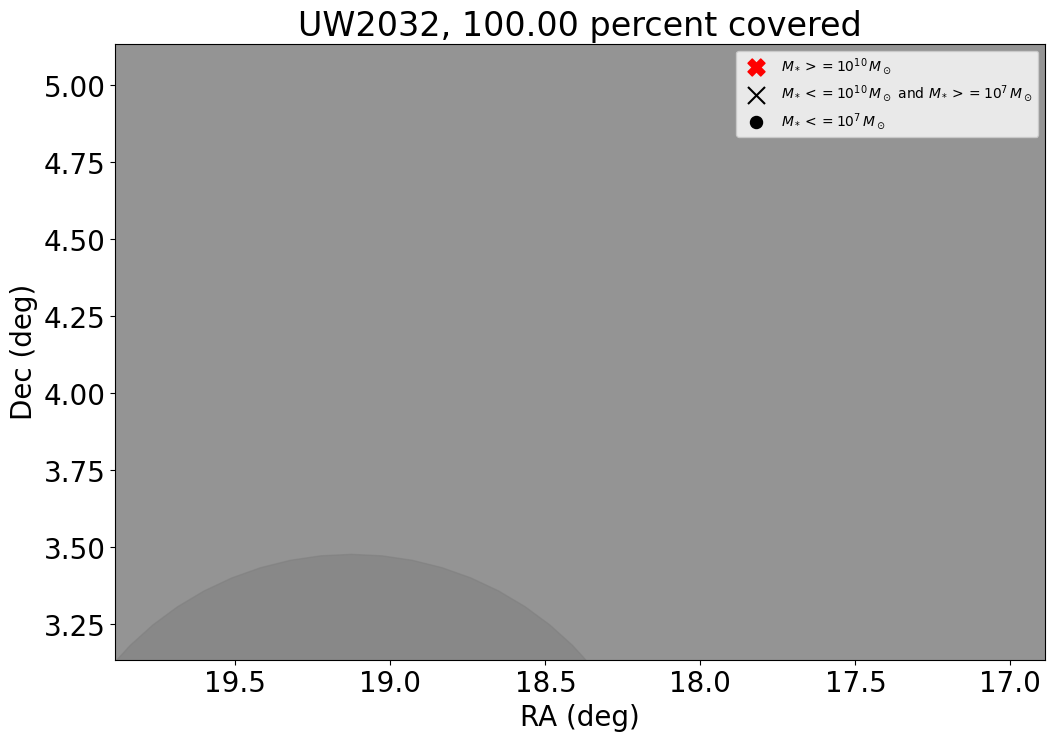 UW2032, 100.00 percent covered
M* >= 10^10 M⊙
M* <= 10^10 M⊙ and M* >= 10^7 M⊙
M* <= 10^7 M⊙
5.00
4.75
4.50
4.25
4.00
3.75
3.50
3.25
Dec (deg)
19.5 19.0 18.5 18.0 17.5 17.0
RA (deg)